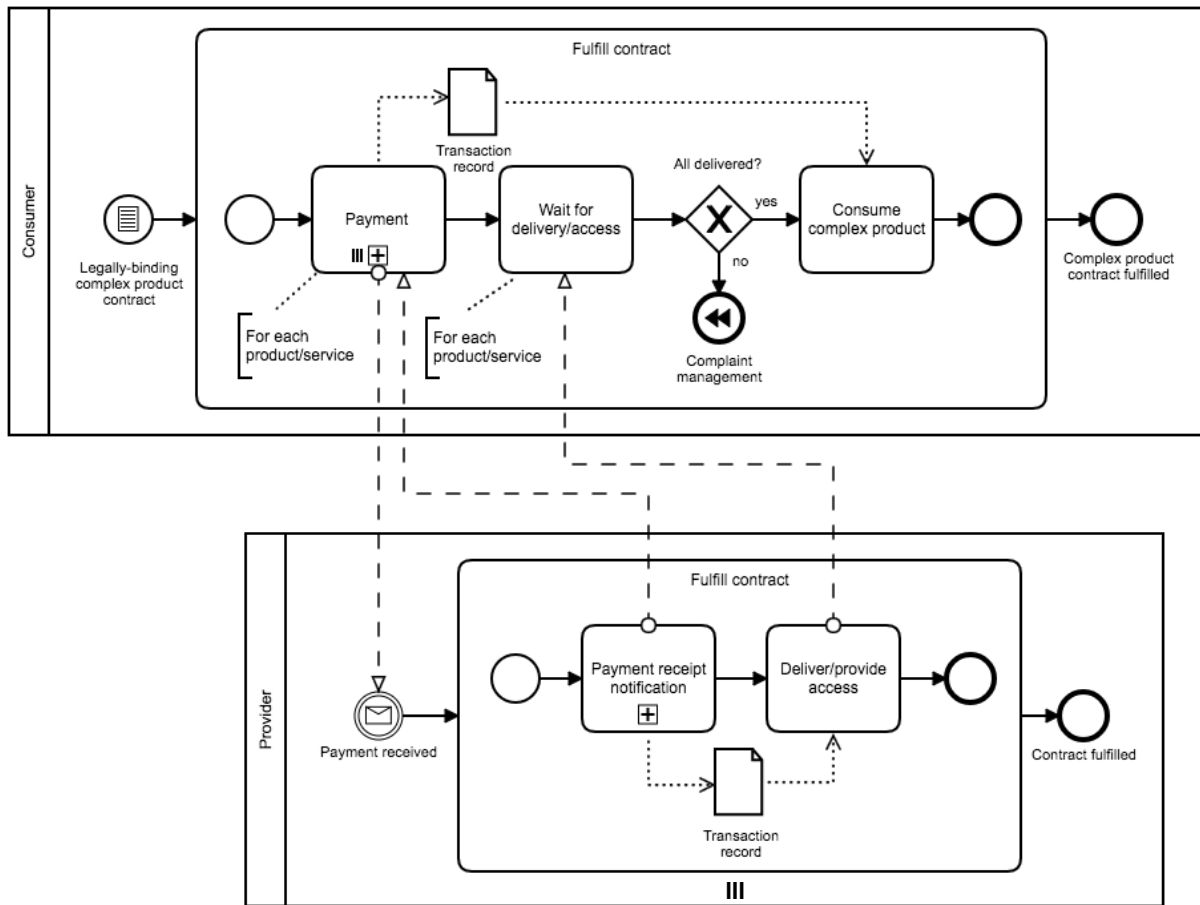 Fulfill contract
Consumer
Transaction
record
All delivered?
Payment
Wait for
delivery/access
yes
Consume
complex product
Legally-binding
complex product
contract
no
Complex product
contract fulfilled
For each
product/service
For each
product/service
Complaint
management
Provider
Fulfill contract
Payment receipt
notification
Deliver/provide
access
Payment received
Contract fulfilled
Transaction
record